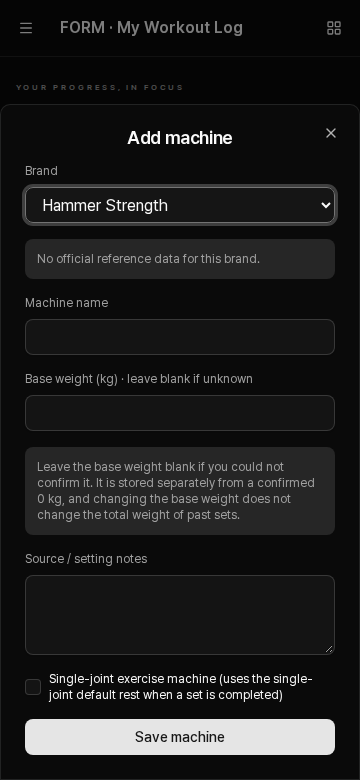 FORM · My Workout Log
YOUR PROGRESS, IN FOCUS
Add machine
Brand
Hammer Strength
No official reference data for this brand.
Machine name
Base weight (kg) · leave blank if unknown
Leave the base weight blank if you could not
confirm it. It is stored separately from a confirmed
0 kg, and changing the base weight does not
change the total weight of past sets.
Source / setting notes
Single-joint exercise machine (uses the single-
joint default rest when a set is completed)
Save machine